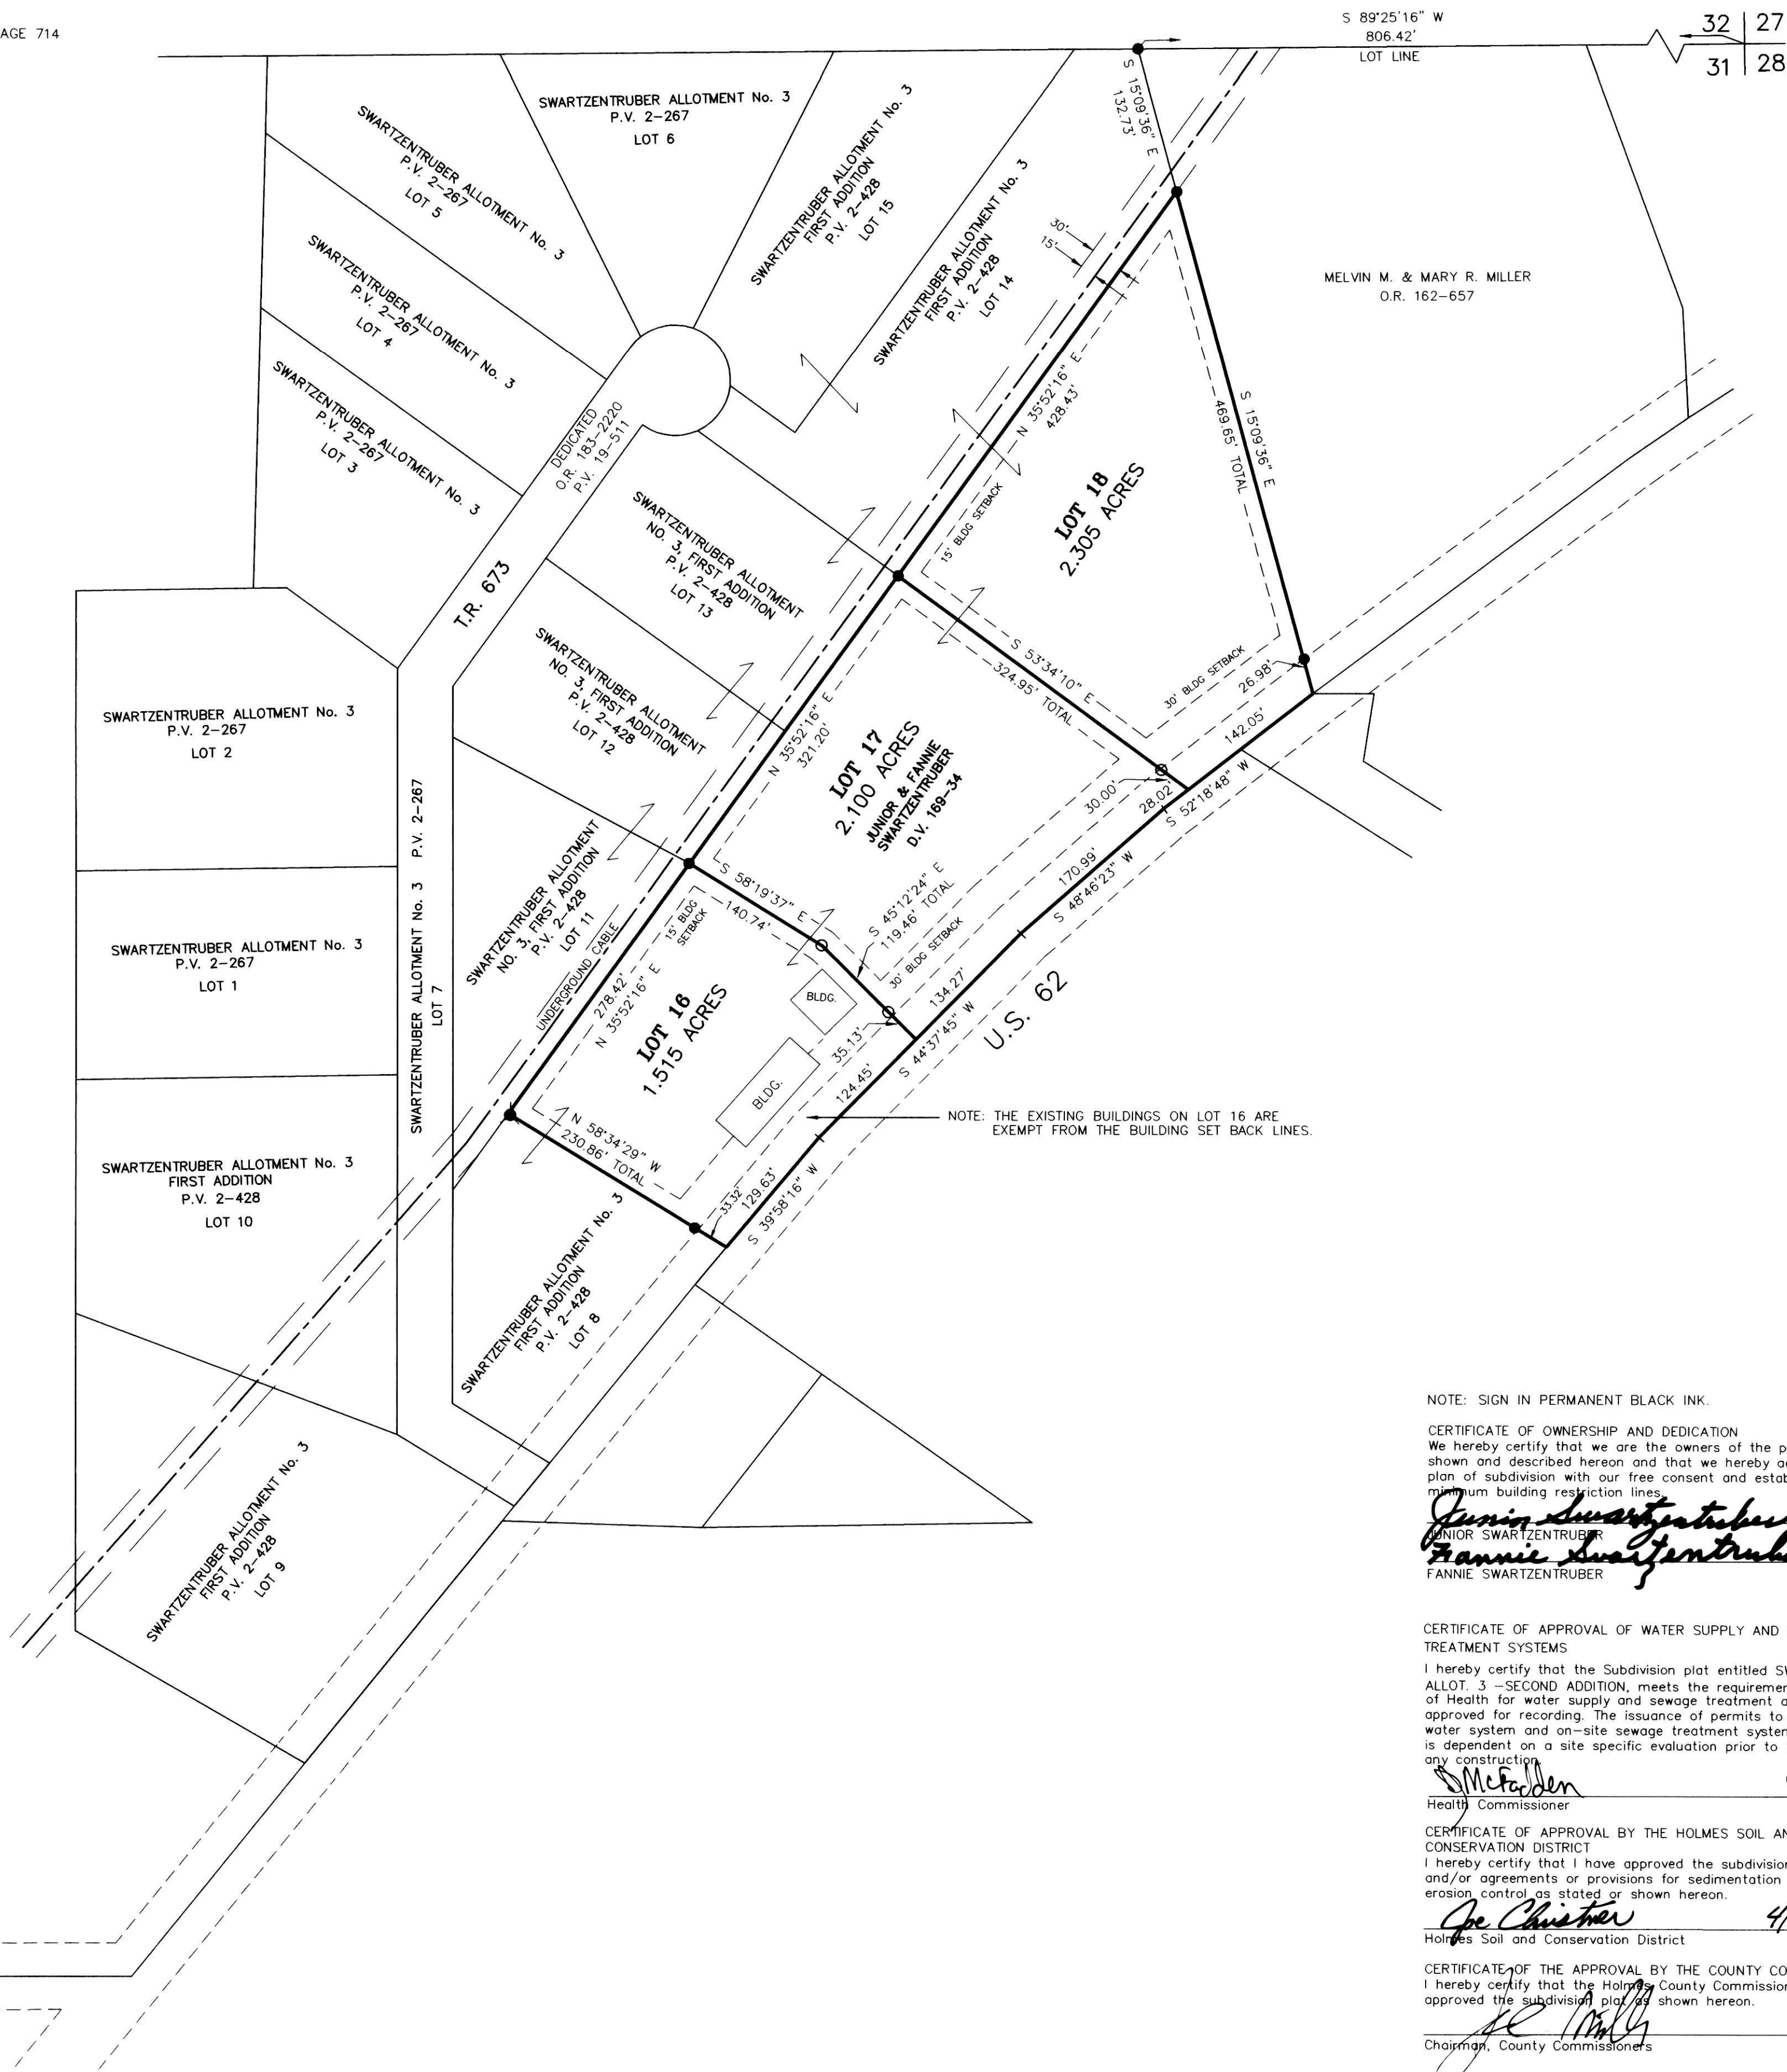 AGE 714
S 89°25'16" W
806.42'
LOT LINE
32 27
31 28
S 15°09'36" E
132.73'
SWARTZENTRUBER ALLOTMENT No. 3
P.V. 2-267
LOT 6
SWARTZENTRUBER ALLOTMENT No. 3
P.V. 2-267
LOT 5
SWARTZENTRUBER ALLOTMENT No. 3
FIRST ADDITION
P.V. 2-428
LOT 15
SWARTZENTRUBER ALLOTMENT No. 3
FIRST ADDITION
P.V. 2-428
LOT 14
30'
15'
MELVIN M. & MARY R. MILLER
O.R. 162-657
SWARTZENTRUBER ALLOTMENT No. 3
P.V. 2-267
LOT 4
SWARTZENTRUBER ALLOTMENT No. 3
P.V. 2-267
LOT 3
DEDICATED
O.R. 183-2220
P.V. 19-511
T.R. 673
N 35°52'16" E
428.43'
S 15°09'36" E
469.65' TOTAL
15' BLDG SETBACK
LOT 18
2.305 ACRES
SWARTZENTRUBER ALLOTMENT
NO. 3, FIRST ADDITION
P.V. 2-428
LOT 13
SWARTZENTRUBER ALLOTMENT
NO. 3, FIRST ADDITION
P.V. 2-428
LOT 12
S 53°34'10" E
324.95' TOTAL
30' BLDG SETBACK
26.98'
142.05'
S 52°18'48" W
28.02'
30.00'
SWARTZENTRUBER ALLOTMENT No. 3
P.V. 2-267
LOT 2
N 35°52'16" E
321.20'
LOT 17
2.100 ACRES
JUNIOR & FANNIE
SWARTZENTRUBER
D.V. 169-34
SWARTZENTRUBER ALLOTMENT No. 3 P.V. 2-267
LOT 7
SWARTZENTRUBER ALLOTMENT
NO. 3, FIRST ADDITION
P.V. 2-428
LOT 11
UNDERGROUND CABLE
S 58°19'37" E
140.74'
15' BLDG
SETBACK
S 45°12'24" E
119.46' TOTAL
30' BLDG SETBACK
170.99'
S 48°46'23" W
SWARTZENTRUBER ALLOTMENT No. 3
P.V. 2-267
LOT 1
278.42'
N 35°52'16" E
LOT 16
1.515 ACRES
BLDG.
BLDG.
35.13'
134.27'
S 44°37'45" W
124.45'
U.S. 62
NOTE: THE EXISTING BUILDINGS ON LOT 16 ARE
EXEMPT FROM THE BUILDING SET BACK LINES.
N 58°34'29" W
230.86' TOTAL
33.32'
129.63'
S 39°58'16" W
SWARTZENTRUBER ALLOTMENT No. 3
FIRST ADDITION
P.V. 2-428
LOT 10
SWARTZENTRUBER ALLOTMENT No. 3
FIRST ADDITION
P.V. 2-428
LOT 8
SWARTZENTRUBER ALLOTMENT No. 3
FIRST ADDITION
P.V. 2-428
LOT 9
NOTE: SIGN IN PERMANENT BLACK INK.
CERTIFICATE OF OWNERSHIP AND DEDICATION
We hereby certify that we are the owners of the p
shown and described hereon and that we hereby a
plan of subdivision with our free consent and estab
minimum building restriction lines.
Junior Swartzentruber
JUNIOR SWARTZENTRUBER
Fannie Swartzentrub
FANNIE SWARTZENTRUBER
CERTIFICATE OF APPROVAL OF WATER SUPPLY AND
TREATMENT SYSTEMS
I hereby certify that the Subdivision plat entitled SW
ALLOT. 3 -SECOND ADDITION, meets the requiremen
of Health for water supply and sewage treatment a
approved for recording. The issuance of permits to
water system and on-site sewage treatment system
is dependent on a site specific evaluation prior to
any construction.
D McFadden
Health Commissioner
CERTIFICATE OF APPROVAL BY THE HOLMES SOIL AN
CONSERVATION DISTRICT
I hereby certify that I have approved the subdivision
and/or agreements or provisions for sedimentation
erosion control as stated or shown hereon.
Joe Christner 4/
Holmes Soil and Conservation District
CERTIFICATE OF THE APPROVAL BY THE COUNTY CO
I hereby certify that the Holmes County Commission
approved the subdivision plat as shown hereon.
Chairman, County Commissioners